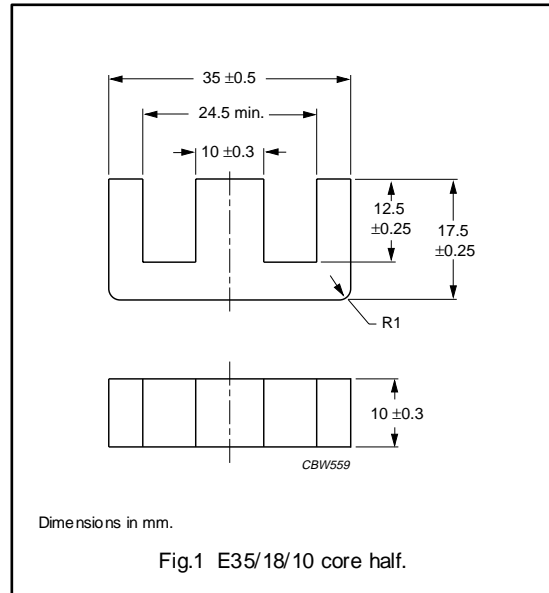 35 ±0.5
24.5 min.
10 ±0.3
12.5
±0.25
17.5
±0.25
R1
10 ±0.3
CBW559
Dimensions in mm.
Fig.1 E35/18/10 core half.